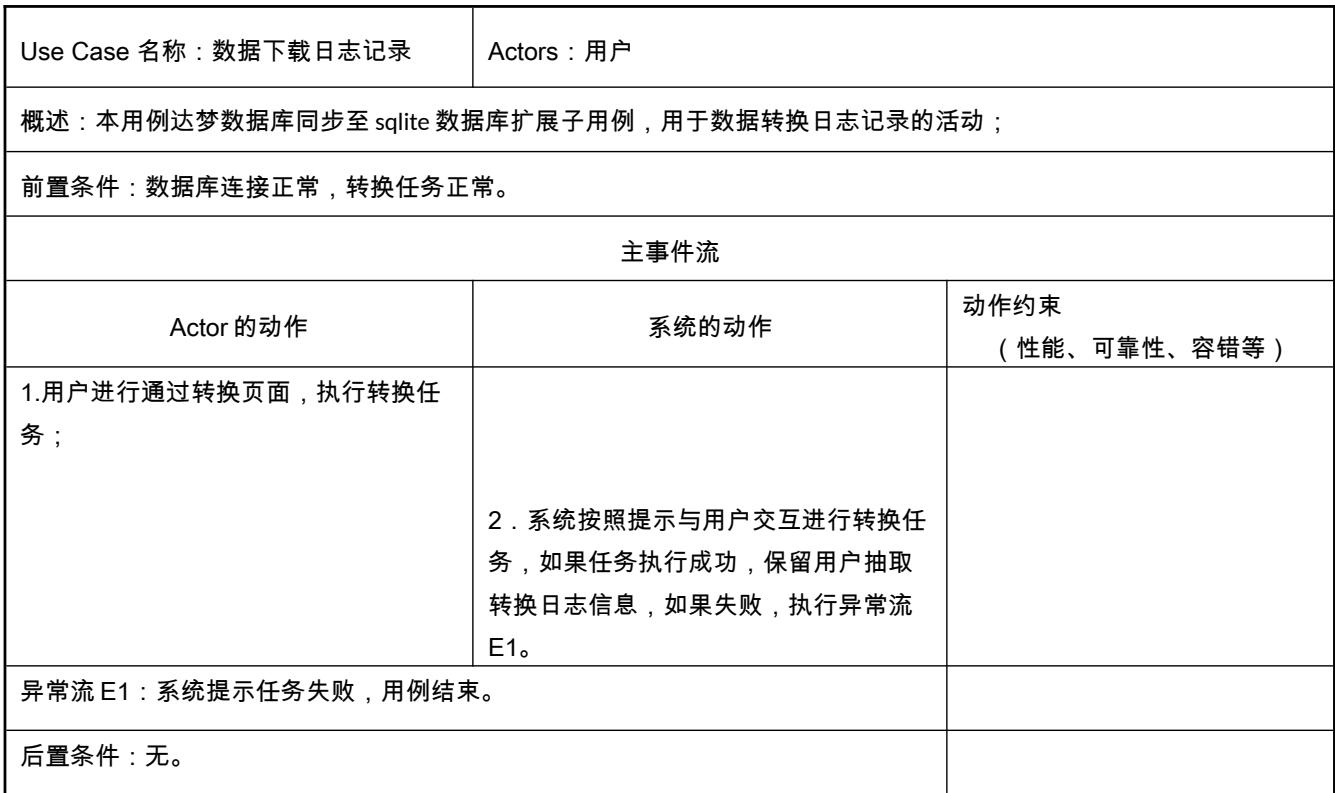 Use Case 名称：数据下载日志记录
Actors：用户
概述：本用例达梦数据库同步至 sqlite 数据库扩展子用例，用于数据转换日志记录的活动；
前置条件：数据库连接正常，转换任务正常。
主事件流
Actor 的动作
系统的动作
动作约束
（性能、可靠性、容错等）
1.用户进行通过转换页面，执行转换任
务；
2．系统按照提示与用户交互进行转换任
务，如果任务执行成功，保留用户抽取
转换日志信息，如果失败，执行异常流
E1。
异常流 E1：系统提示任务失败，用例结束。
后置条件：无。